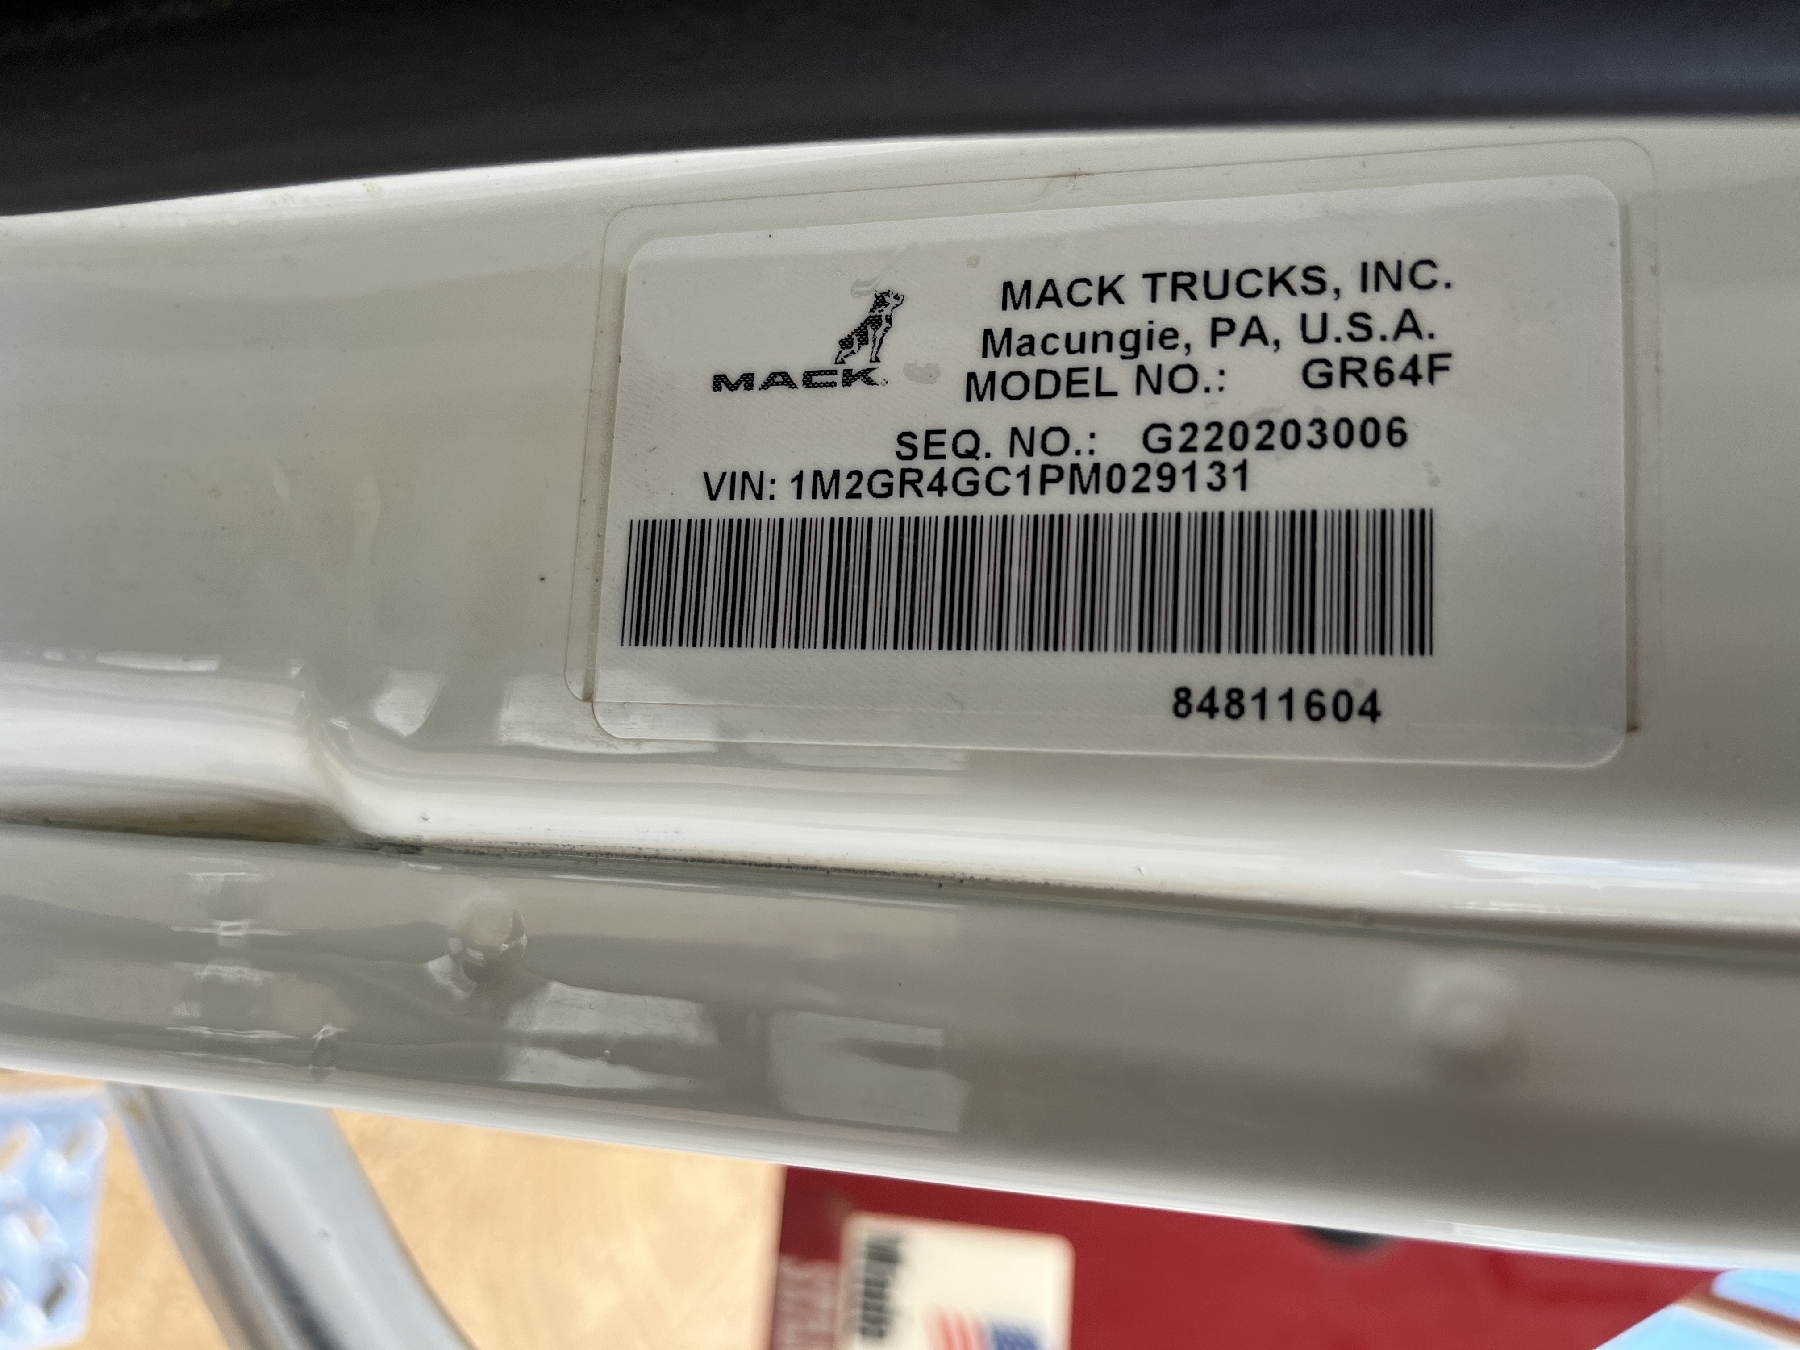 MACK
MACK TRUCKS, INC.
Macungie, PA, U.S.A.
MODEL NO.: GR64F
SEQ. NO.: G220203006
VIN: 1M2GR4GC1PM029131
84811604